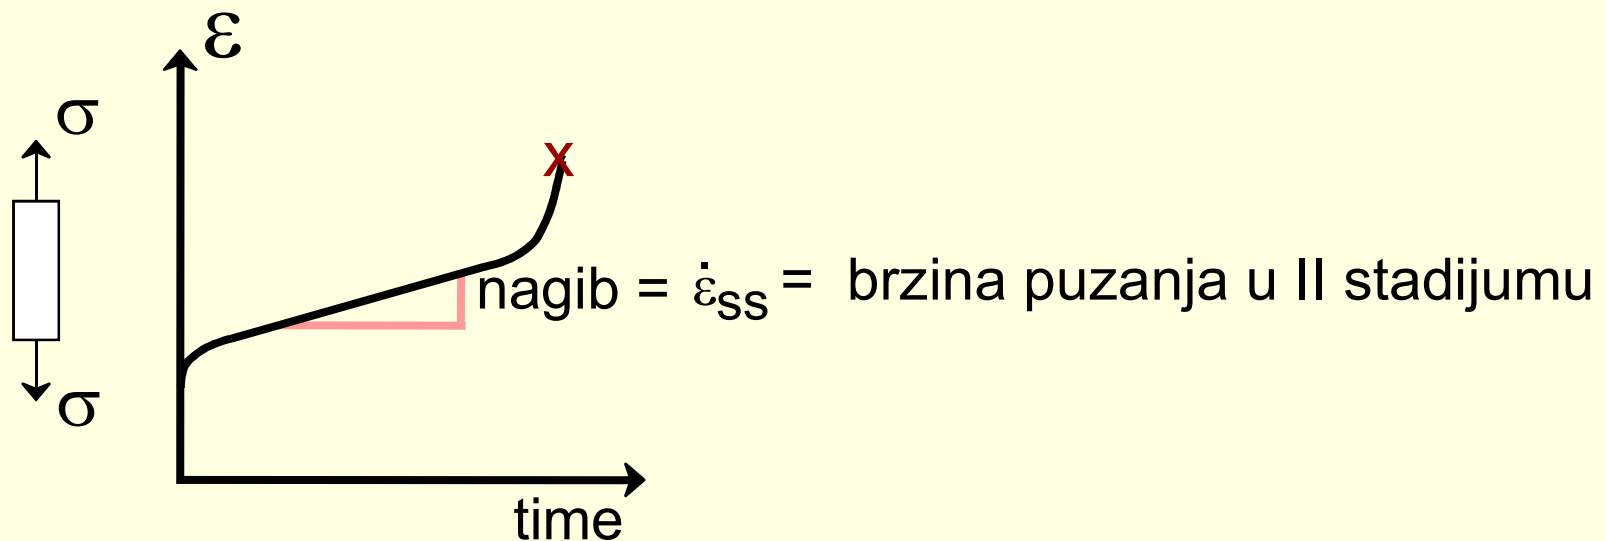 ε
σ
x
nagib = ε̇ss = brzina puzanja u II stadijumu
σ
time